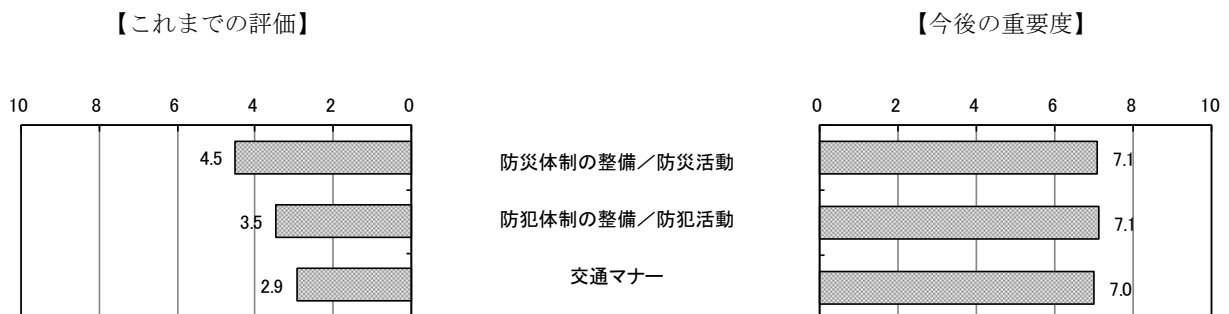 【これまでの評価】
【今後の重要度】
10 8 6 4 2 0
0 2 4 6 8 10
4.5 防災体制の整備／防災活動 7.1
3.5 防犯体制の整備／防犯活動 7.1
2.9 交通マナー 7.0